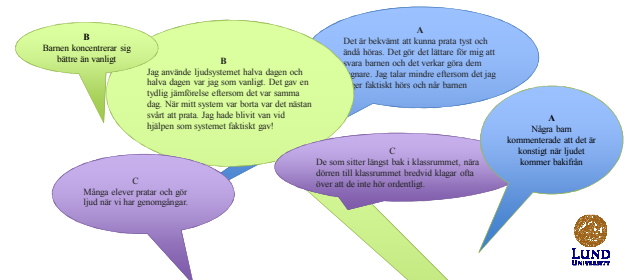 B
Barnen koncentrerar sig
bättre än vanligt
B
Jag använde ljudsystemet halva dagen och
halva dagen var jag som vanligt. Det gav en
tydlig jämförelse eftersom det var samma
dag. När mitt system var borta var det nästan
svårt att prata. Jag hade blivit van vid
hjälpen som systemet faktiskt gav!
A
Det är bekvämt att kunna prata tyst och
ändå höras. Det gör det lättare för mig att
svara barnen och det verkar göra dem
Jag talar mindre eftersom det jag
faktiskt hörs och när barnen
A
Några barn
kommenterade att det är
konstigt när ljudet
kommer bakifrån
C
De som sitter längst bak i klassrummet, nära
dörren till klassrummet bredvid klagar ofta
över att de inte hör ordentligt.
C
Många elever pratar och gör
ljud när vi har genomgångar.
LUND
UNIVERSITY